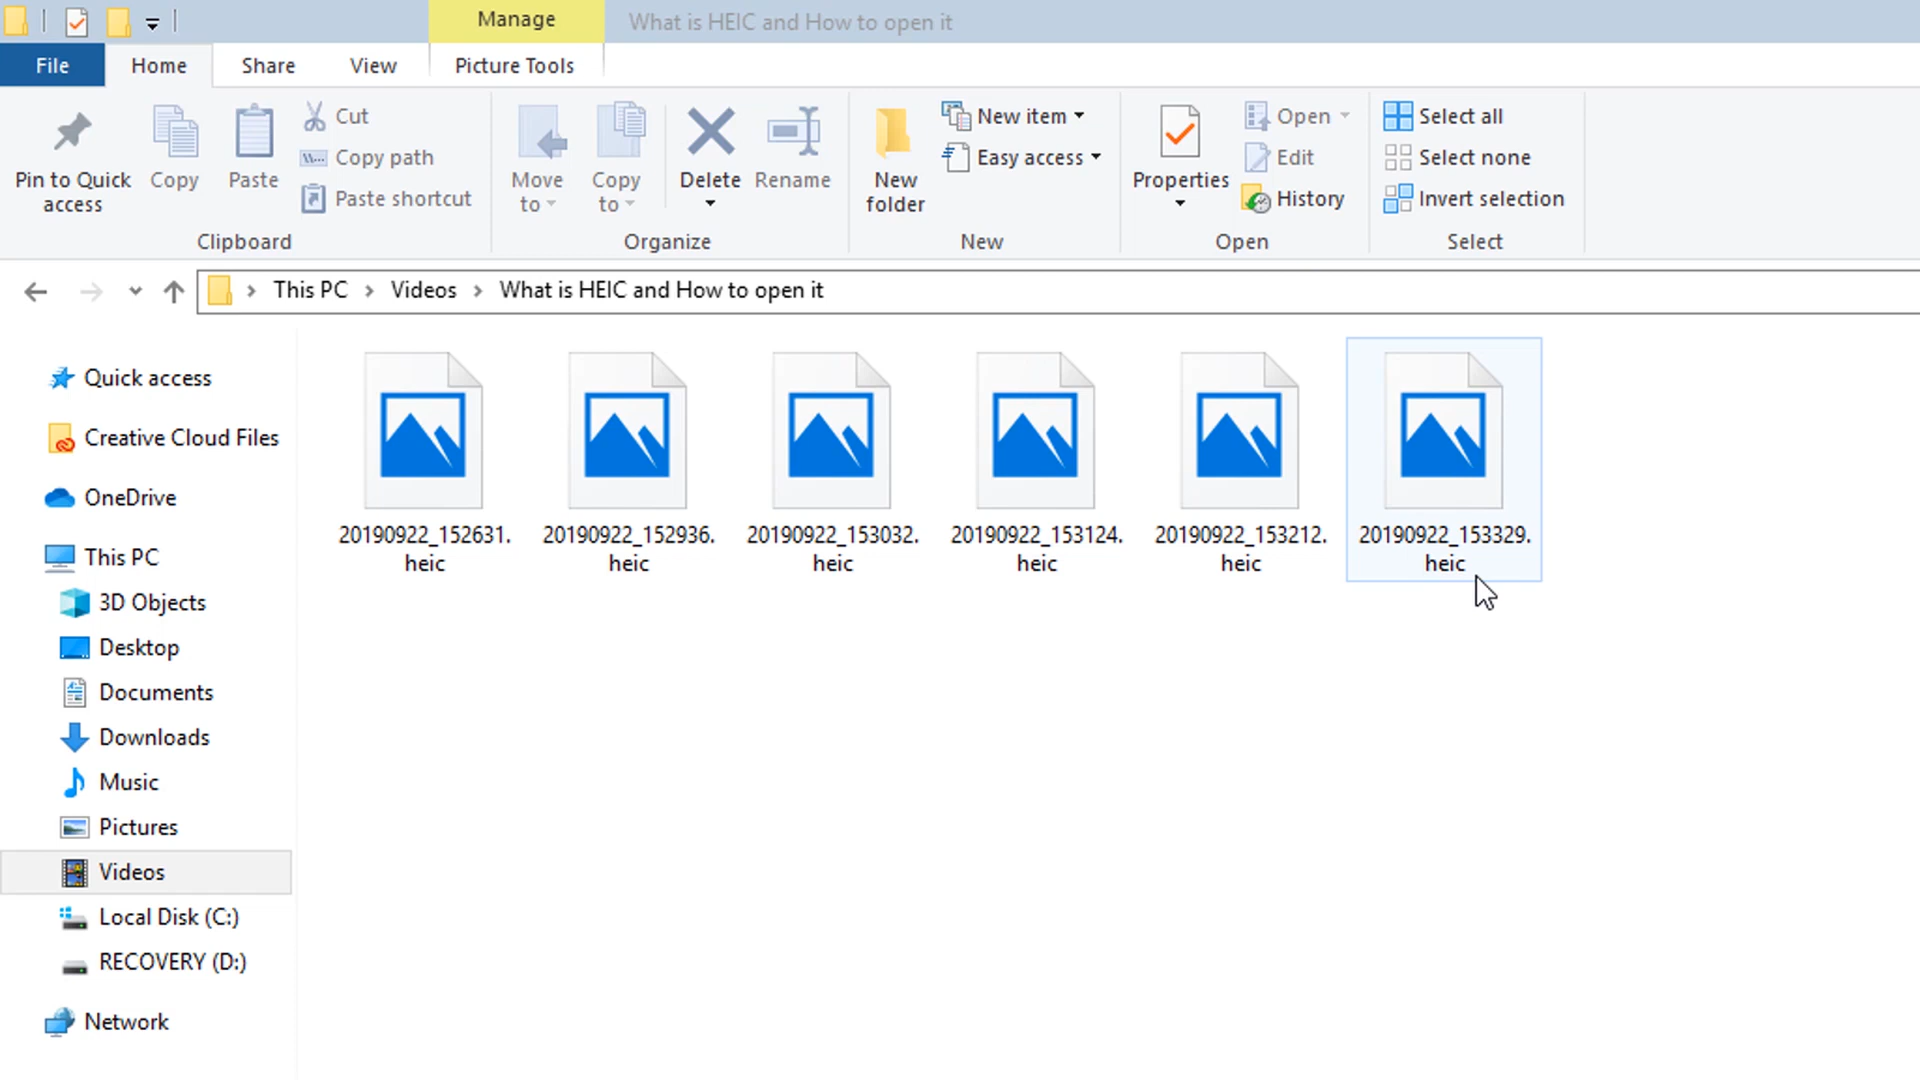 Manage
What is HEIC and How to open it
File
Home
Share
View
Picture Tools
Pin to Quick
access
Copy
Paste
Cut
Copy path
Paste shortcut
Clipboard
Move
to
Copy
to
Delete
Rename
Organize
New
folder
New item
Easy access
New
Properties
Open
Edit
History
Open
Select all
Select none
Invert selection
Select
This PC
Videos
What is HEIC and How to open it
Quick access
Creative Cloud Files
OneDrive
This PC
3D Objects
Desktop
Documents
Downloads
Music
Pictures
Videos
Local Disk (C:)
RECOVERY (D:)
Network
20190922_152631.
heic
20190922_152936.
heic
20190922_153032.
heic
20190922_153124.
heic
20190922_153212.
heic
20190922_153329.
heic